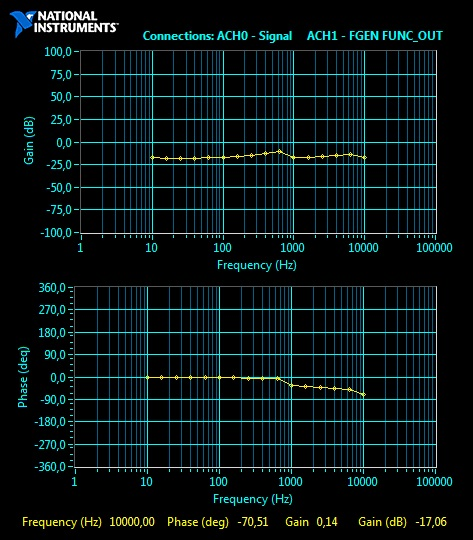 NATIONAL
INSTRUMENTS
Connections: ACH0 - Signal ACH1 - FGEN FUNC_OUT
100,0
75,0
50,0
25,0
0,0
-25,0
-50,0
-75,0
-100,0
Gain (dB)
1 10 100 1000 10000 100000
Frequency (Hz)
360,0
270,0
180,0
90,0
0,0
-90,0
-180,0
-270,0
-360,0
Phase (deq)
1 10 100 1000 10000 100000
Frequency (Hz)
Frequency (Hz) 10000,00 Phase (deg) -70,51 Gain 0,14 Gain (dB) -17,06